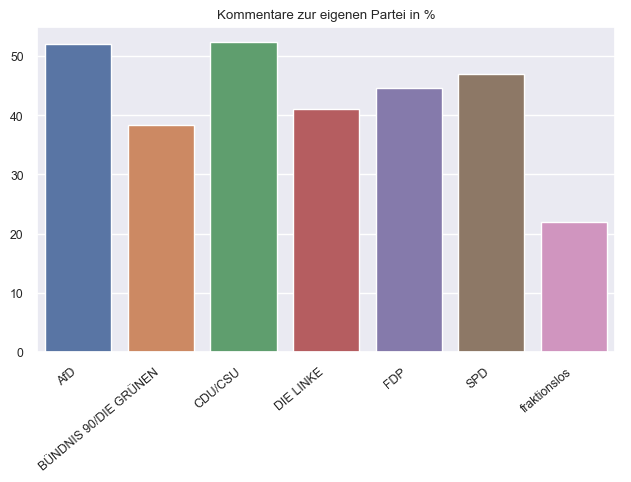 Kommentare zur eigenen Partei in %
50
40
30
20
10
0
AfD
BÜNDNIS 90/DIE GRÜNEN
CDU/CSU
DIE LINKE
FDP
SPD
fraktionslos